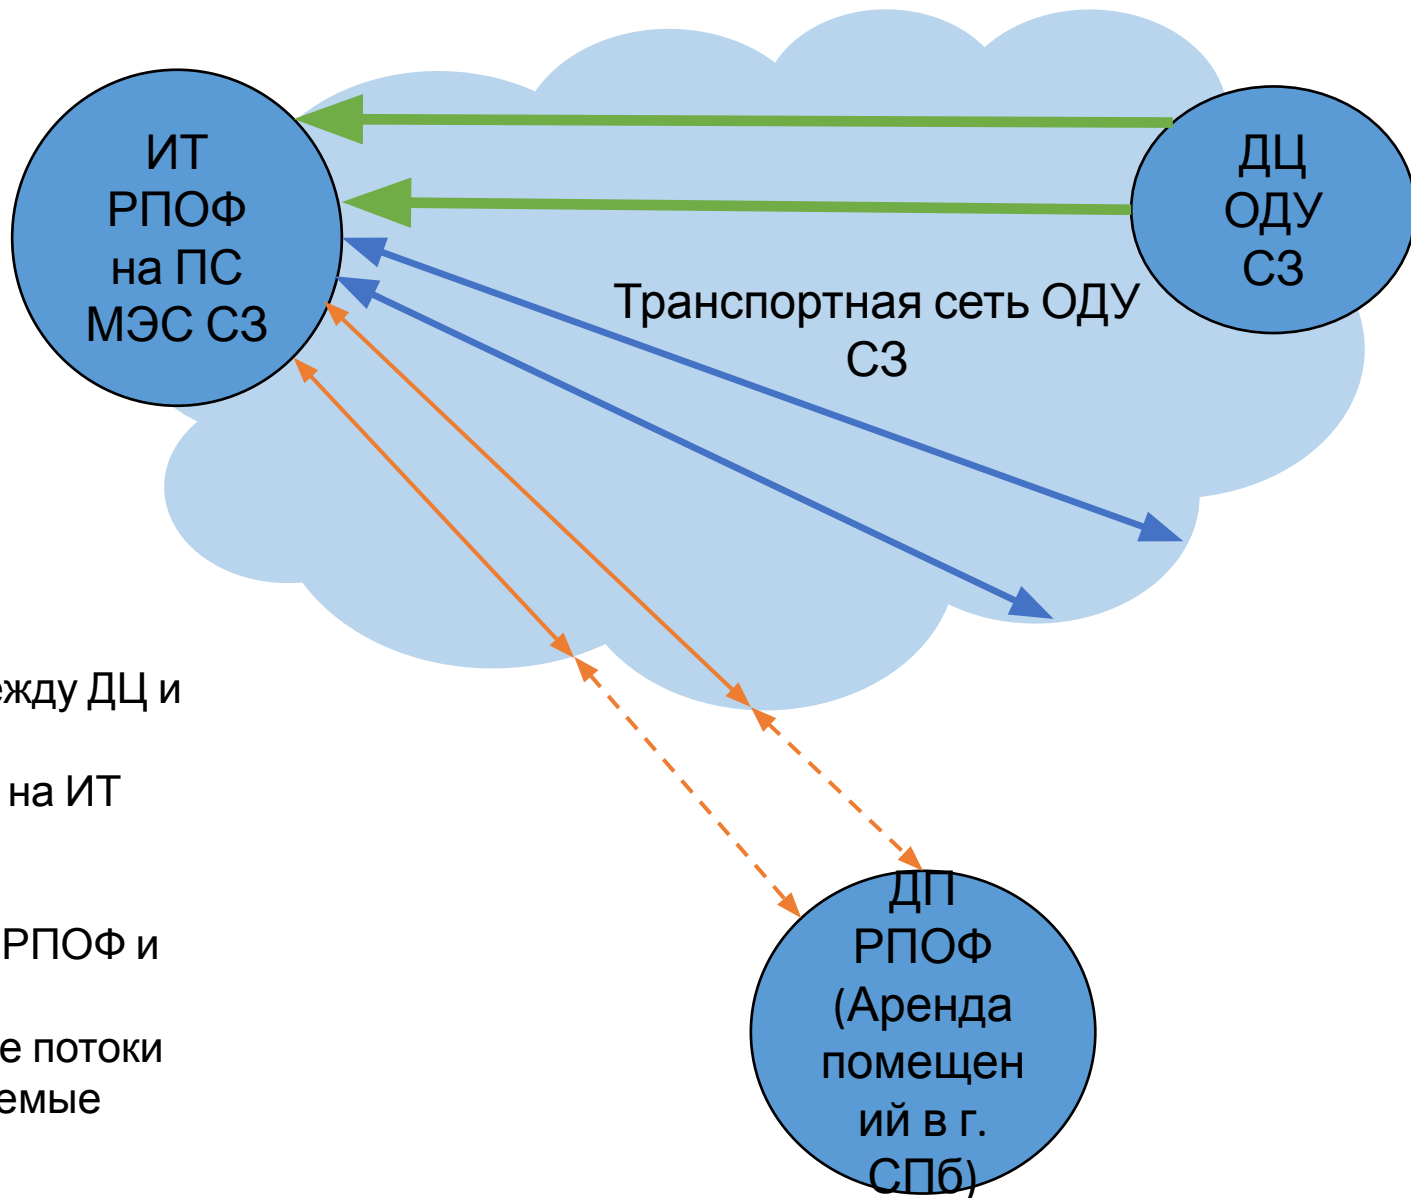 ИТ
РПОФ
на ПС
МЭС СЗ
ДЦ
ОДУ
СЗ
Транспортная сеть ОДУ
СЗ
ежду ДЦ и
на ИТ
РПОФ и
е потоки
емые
ДП
РПОФ
(Аренда
помещен
ий в г.
СПб)